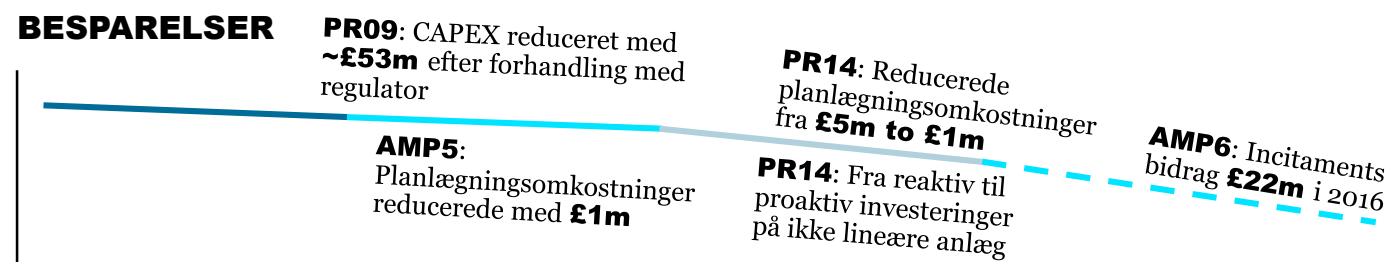 BESPARELSER
PR09: CAPEX reduceret med
~£53m efter forhandling med
regulator
AMP5:
Planlægningsomkostninger
reducerede med £1m
PR14: Reducerede
planlægningsomkostninger
fra £5m to £1m
PR14: Fra reaktiv til
proaktiv investeringer
på ikke lineære anlæg
AMP6: Incitaments
bidrag £22m i 2016